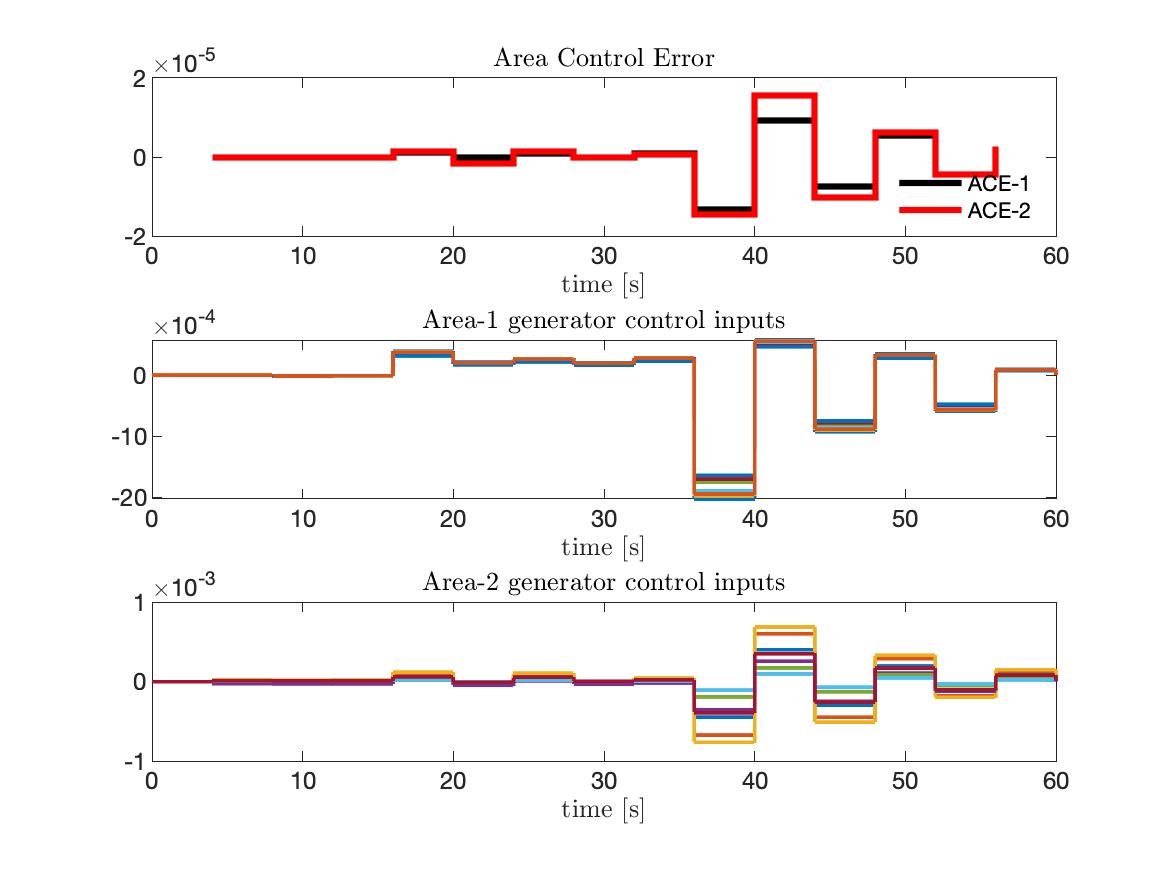 Area Control Error
×10⁻⁵
2
0
-2
ACE-1
ACE-2
0 10 20 30 40 50 60
time [s]
Area-1 generator control inputs
×10⁻⁴
0
-10
-20
0 10 20 30 40 50 60
time [s]
Area-2 generator control inputs
×10⁻³
1
0
-1
0 10 20 30 40 50 60
time [s]